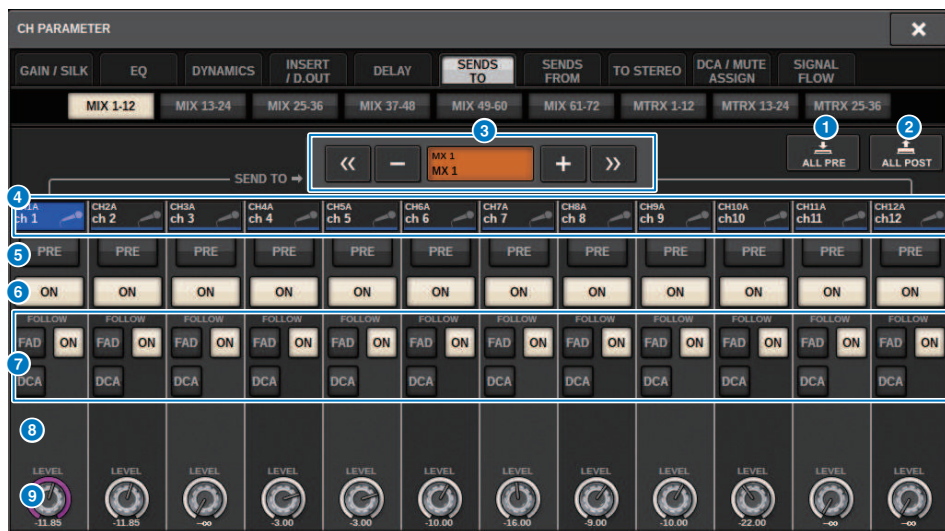 CH PARAMETER
GAIN / SILK EQ DYNAMICS INSERT / D.OUT DELAY SENDS TO SENDS FROM TO STEREO DCA / MUTE ASSIGN SIGNAL FLOW
MIX 1-12 MIX 13-24 MIX 25-36 MIX 37-48 MIX 49-60 MIX 61-72 MTRX 1-12 MTRX 13-24 MTRX 25-36
3 1 2
MX 1
MX 1
ALL PRE ALL POST
SEND TO
4
CH1A CH2A CH3A CH4A CH5A CH6A CH7A CH8A CH9A CH10A CH11A CH12A
ch 1 ch 2 ch 3 ch 4 ch 5 ch 6 ch 7 ch 8 ch 9 ch10 ch11 ch12
5 PRE PRE PRE PRE PRE PRE PRE PRE PRE PRE PRE PRE
6 ON ON ON ON ON ON ON ON ON ON ON ON
FOLLOW FOLLOW FOLLOW FOLLOW FOLLOW FOLLOW FOLLOW FOLLOW FOLLOW FOLLOW FOLLOW FOLLOW
FAD ON FAD ON FAD ON FAD ON FAD ON FAD ON FAD ON FAD ON FAD ON FAD ON FAD ON FAD ON
7
DCA DCA DCA DCA DCA DCA DCA DCA DCA DCA DCA DCA
8
LEVEL LEVEL LEVEL LEVEL LEVEL LEVEL LEVEL LEVEL LEVEL LEVEL LEVEL LEVEL
9
-11.85 -11.85 -∞ -3.00 -3.00 -10.00 -16.00 -9.00 -10.00 -22.00 -∞ -∞